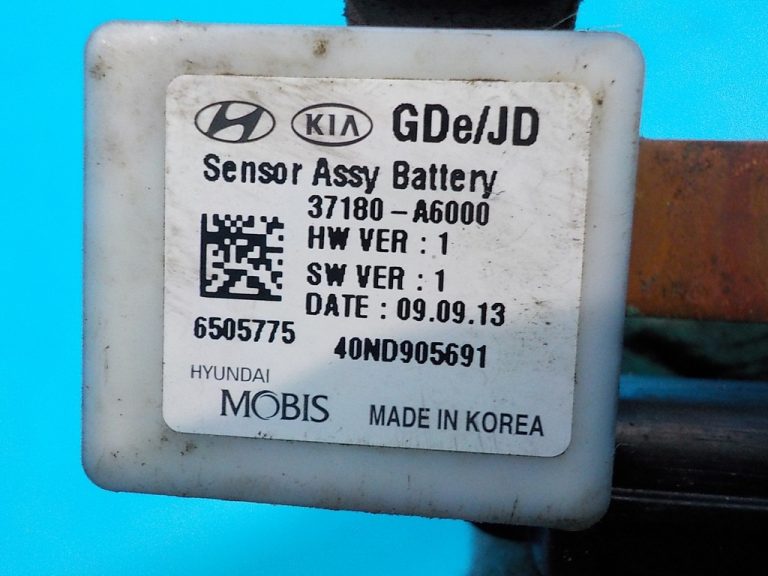 KIA GDe/JD
Sensor Assy Battery
37180 - A6000
HW VER : 1
SW VER : 1
DATE : 09.09.13
6505775 40ND905691
HYUNDAI
MOBIS MADE IN KOREA